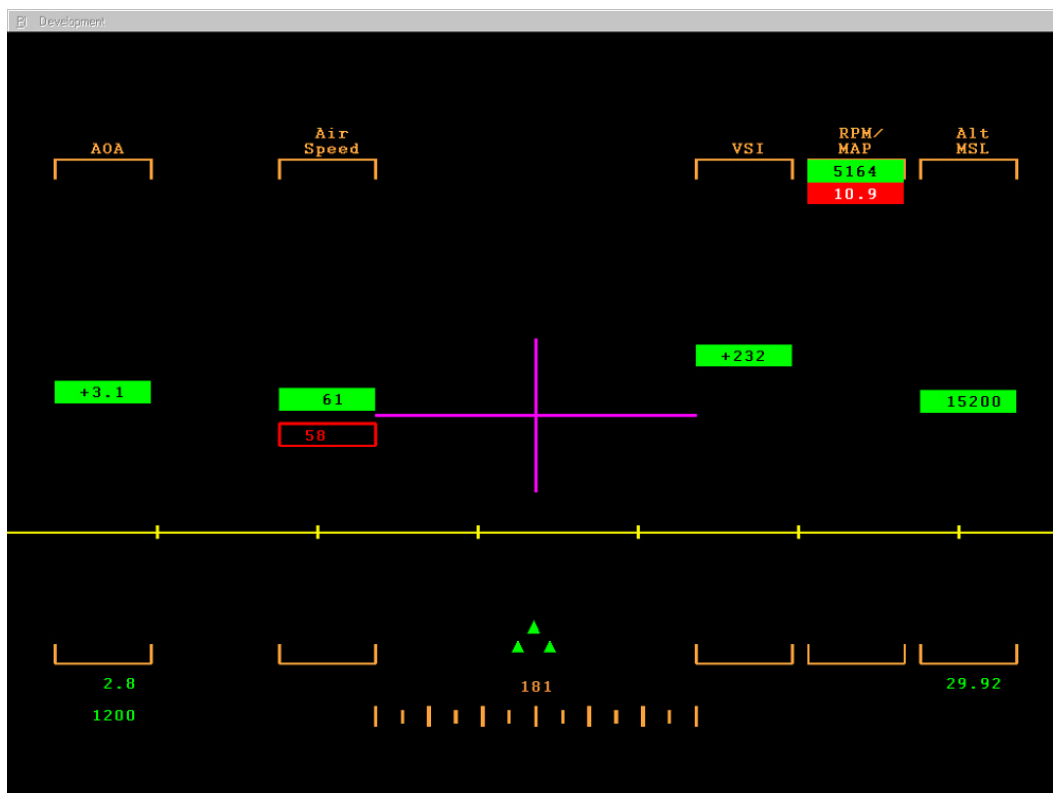 Development
AOA
Air
Speed
VSI
RPM/
MAP
Alt
MSL
5164
10.9
+232
+3.1
61
15200
58
2.8
181
29.92
1200